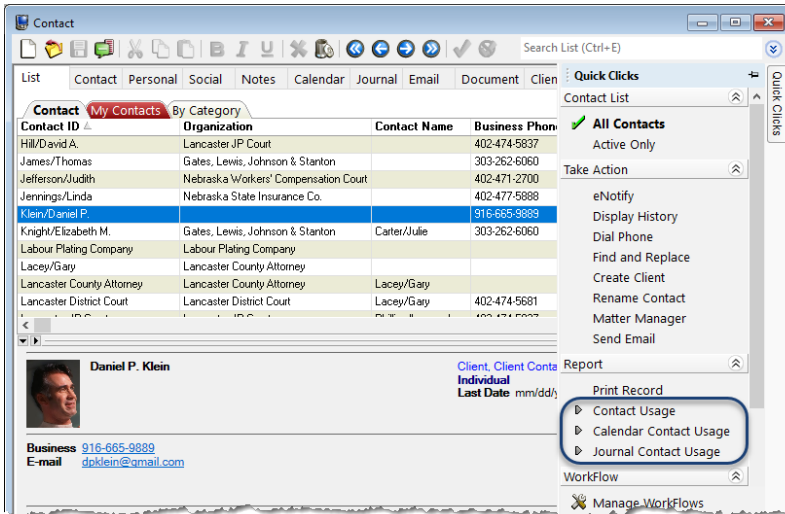 Contact
B I U
Search List (Ctrl+E)
List Contact Personal Social Notes Calendar Journal Email Document Clien
Contact My Contacts By Category
Contact ID Organization Contact Name Business Phon
Hill/David A. Lancaster JP Court 402-474-5837
James/Thomas Gates, Lewis, Johnson & Stanton 303-262-6060
Jefferson/Judith Nebraska Workers' Compensation Court 402-471-2700
Jennings/Linda Nebraska State Insurance Co. 402-477-5888
Klein/Daniel P. 916-665-9889
Knight/Elizabeth M. Gates, Lewis, Johnson & Stanton Carter/Julie 303-262-6060
Labour Plating Company Labour Plating Company
Lacey/Gary Lancaster County Attorney
Lancaster County Attorney Lancaster County Attorney Lacey/Gary
Lancaster District Court Lancaster District Court Lacey/Gary 402-474-5681
Daniel P. Klein
Client, Client Conta
Individual
Last Date mm/dd/y
Business 916-665-9889
E-mail dpklein@gmail.com
Quick Clicks
Contact List
All Contacts
Active Only
Take Action
eNotify
Display History
Dial Phone
Find and Replace
Create Client
Rename Contact
Matter Manager
Send Email
Report
Print Record
Contact Usage
Calendar Contact Usage
Journal Contact Usage
WorkFlow
Manage WorkFlows
Quick Clicks